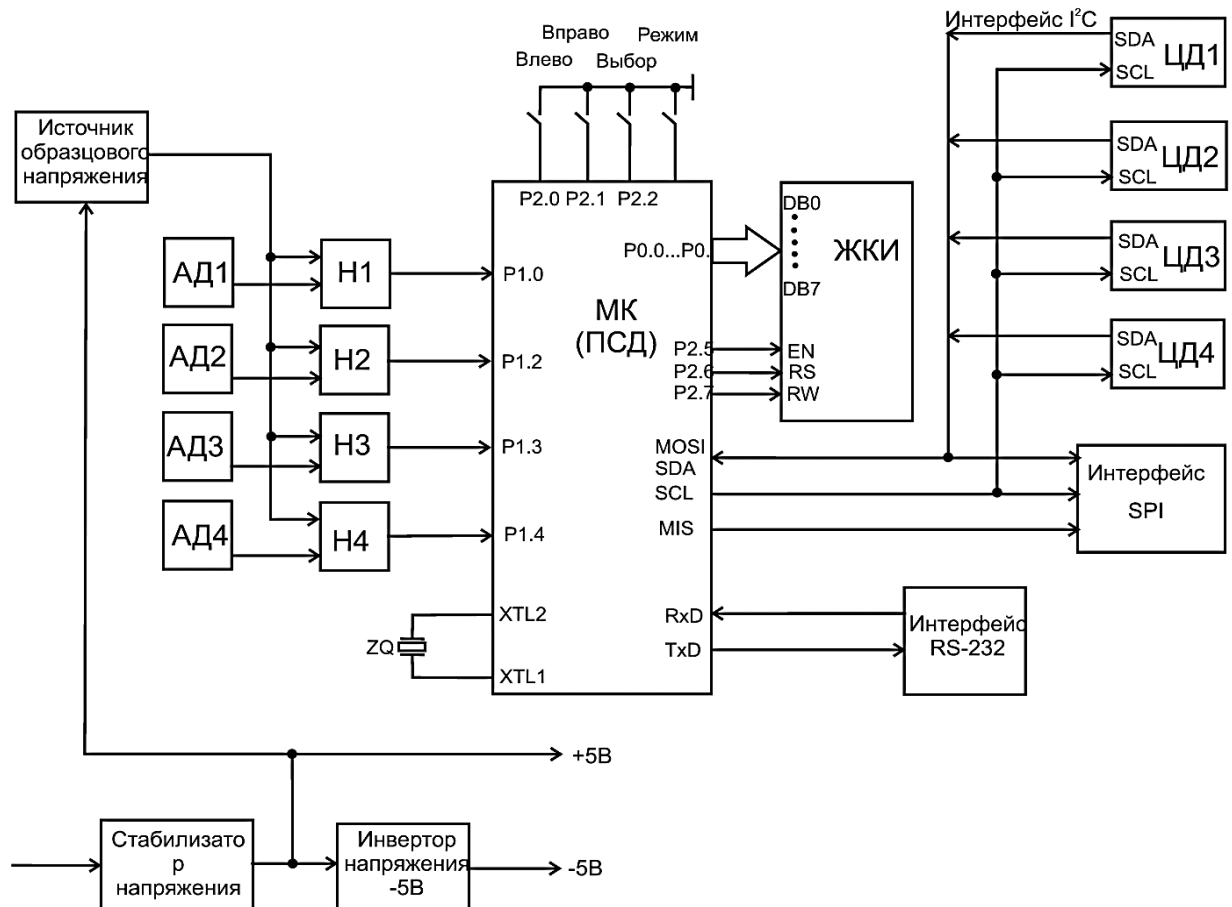 Интерфейс I²C
SDA
SCL
ЦД1
SDA
SCL
ЦД2
SDA
SCL
ЦД3
SDA
SCL
ЦД4
Вправо
Режим
Влево
Выбор
Источник
образцового
напряжения
P2.0 P2.1 P2.2
АД1
Н1
P1.0
АД2
Н2
P1.2
АД3
Н3
P1.3
АД4
Н4
P1.4
МК
(ПСД)
P0.0...P0.
DB0
DB7
ЖКИ
P2.5
EN
P2.6
RS
P2.7
RW
MOSI
SDA
SCL
MIS
Интерфейс
SPI
XTL2
ZQ
XTL1
RxD
TxD
Интерфейс
RS-232
+5В
Стабилизато
р
напряжения
Инвертор
напряжения
-5В
-5В